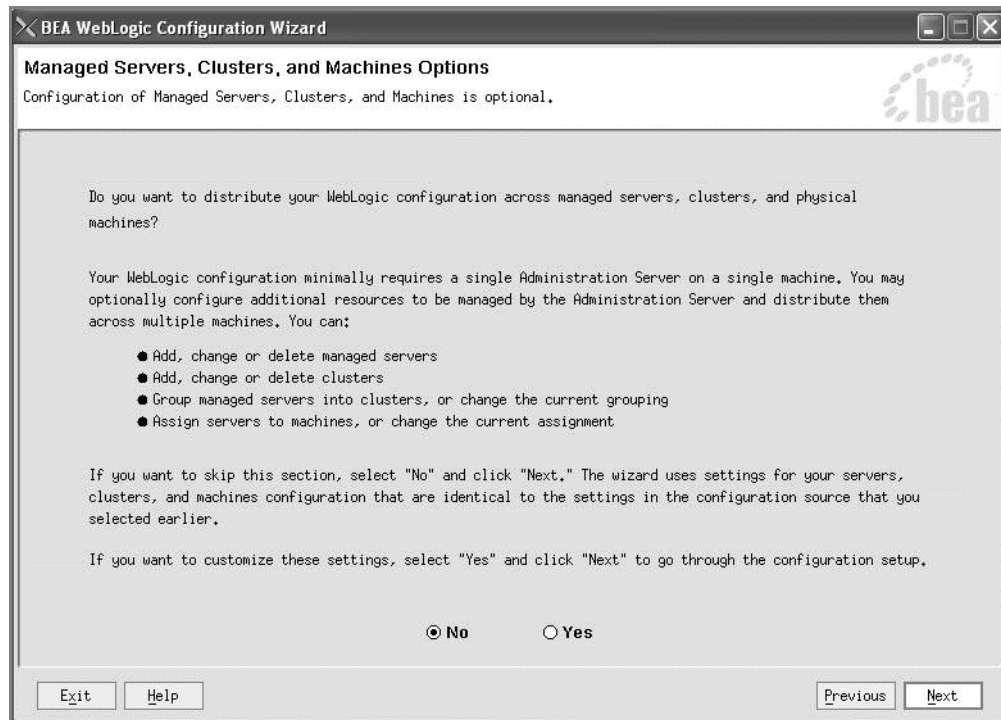 BEA WebLogic Configuration Wizard
Managed Servers, Clusters, and Machines Options
Configuration of Managed Servers, Clusters, and Machines is optional.
bea
Do you want to distribute your WebLogic configuration across managed servers, clusters, and physical
machines?
Your WebLogic configuration minimally requires a single Administration Server on a single machine. You may
optionally configure additional resources to be managed by the Administration Server and distribute them
across multiple machines. You can:
● Add, change or delete managed servers
● Add, change or delete clusters
● Group managed servers into clusters, or change the current grouping
● Assign servers to machines, or change the current assignment
If you want to skip this section, select "No" and click "Next." The wizard uses settings for your servers,
clusters, and machines configuration that are identical to the settings in the configuration source that you
selected earlier.
If you want to customize these settings, select "Yes" and click "Next" to go through the configuration setup.
No Yes
Exit Help Previous Next